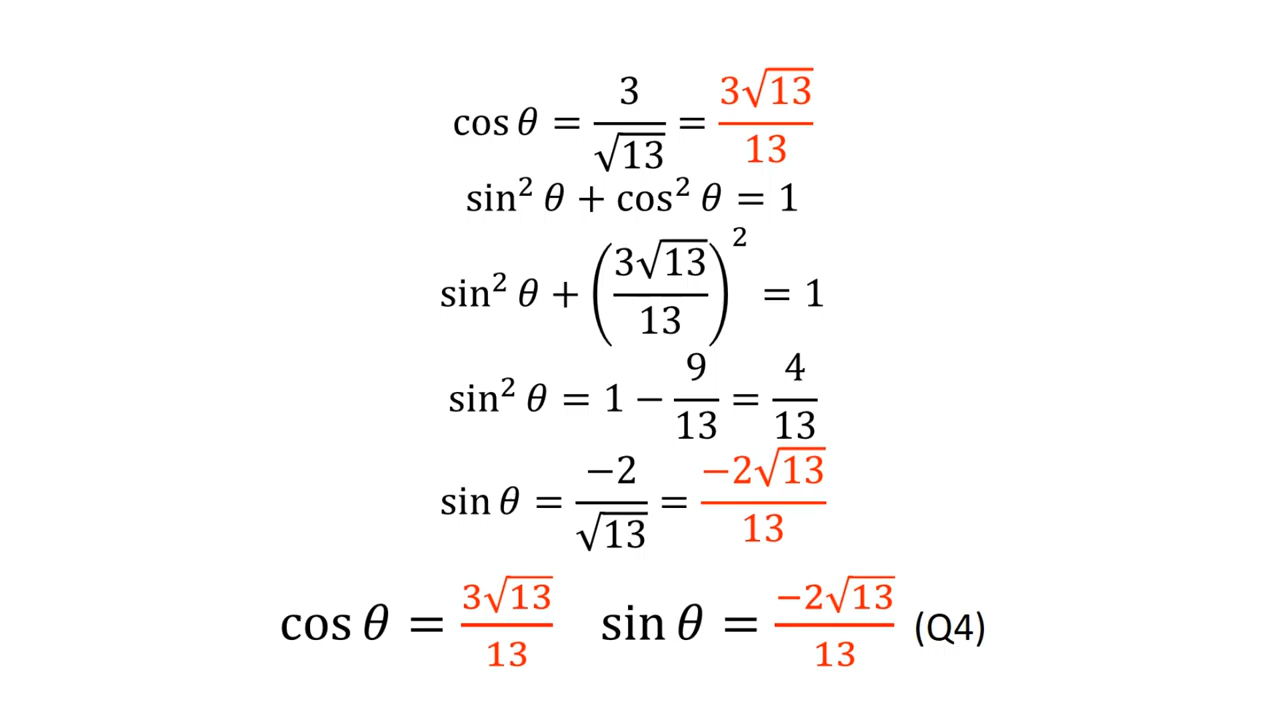 cos θ = 3/√13 = 3√13/13
sin² θ + cos² θ = 1
sin² θ + (3√13/13)² = 1
sin² θ = 1 − 9/13 = 4/13
sin θ = −2/√13 = −2√13/13
cos θ = 3√13/13 sin θ = −2√13/13 (Q4)